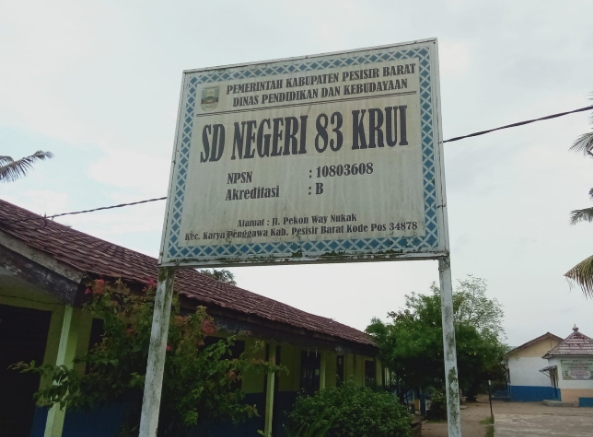 PEMERINTAH KABUPATEN PESISIR BARAT
DINAS PENDIDIKAN DAN KEBUDAYAAN
SD NEGERI 83 KRUI
NPSN : 10803608
Akreditasi : B
Alamat : Jl. Pekon Way Nukak
Kec. Karya Penggawa Kab. Pesisir Barat Kode Pos 34878